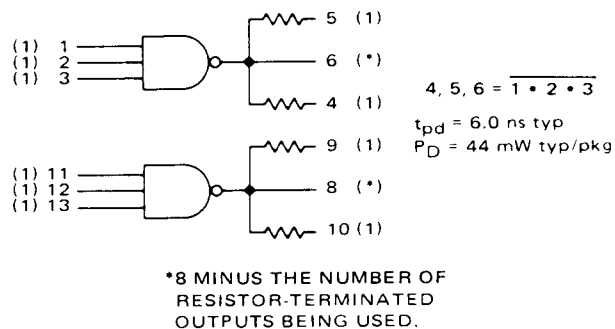 5 (1)
(1) 1
(1) 2
(1) 3
6 (*)
4 (1)
4, 5, 6 = 1 • 2 • 3
tpd = 6.0 ns typ
PD = 44 mW typ/pkg
9 (1)
(1) 11
(1) 12
(1) 13
8 (*)
10 (1)
*8 MINUS THE NUMBER OF
RESISTOR-TERMINATED
OUTPUTS BEING USED.